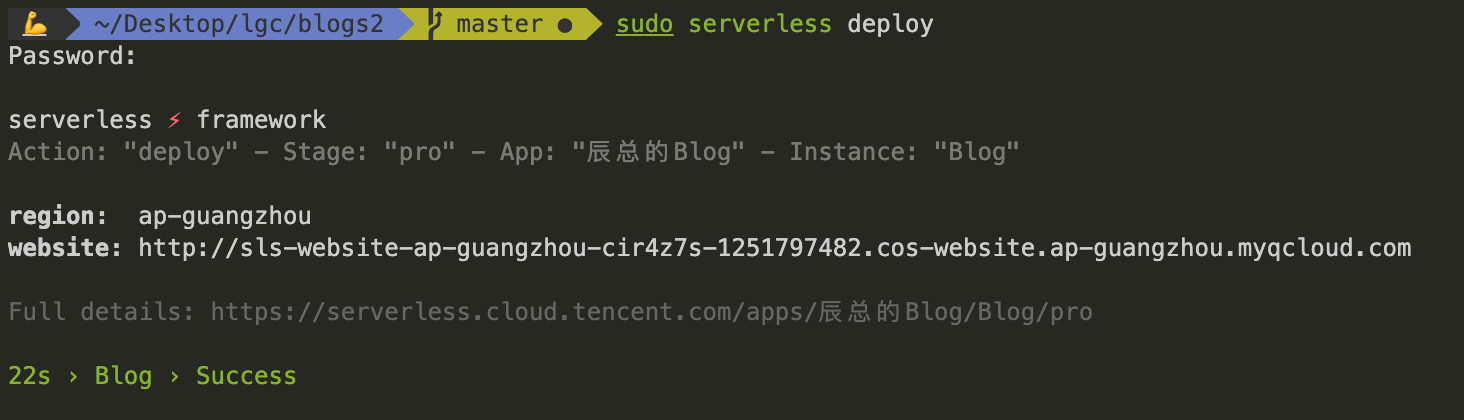 💪 ~/Desktop/lgc/blogs2 master ● sudo serverless deploy
Password:
serverless ⚡ framework
Action: "deploy" - Stage: "pro" - App: "辰总的Blog" - Instance: "Blog"
region: ap-guangzhou
website: http://sls-website-ap-guangzhou-cir4z7s-1251797482.cos-website.ap-guangzhou.myqcloud.com
Full details: https://serverless.cloud.tencent.com/apps/辰总的Blog/Blog/pro
22s › Blog › Success